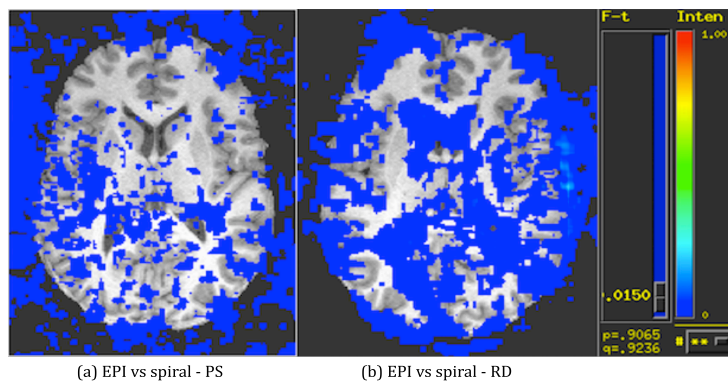 F-t Inten
1.00
.0150
0
p=.9065
q=.9236
# **
(a) EPI vs spiral - PS
(b) EPI vs spiral - RD